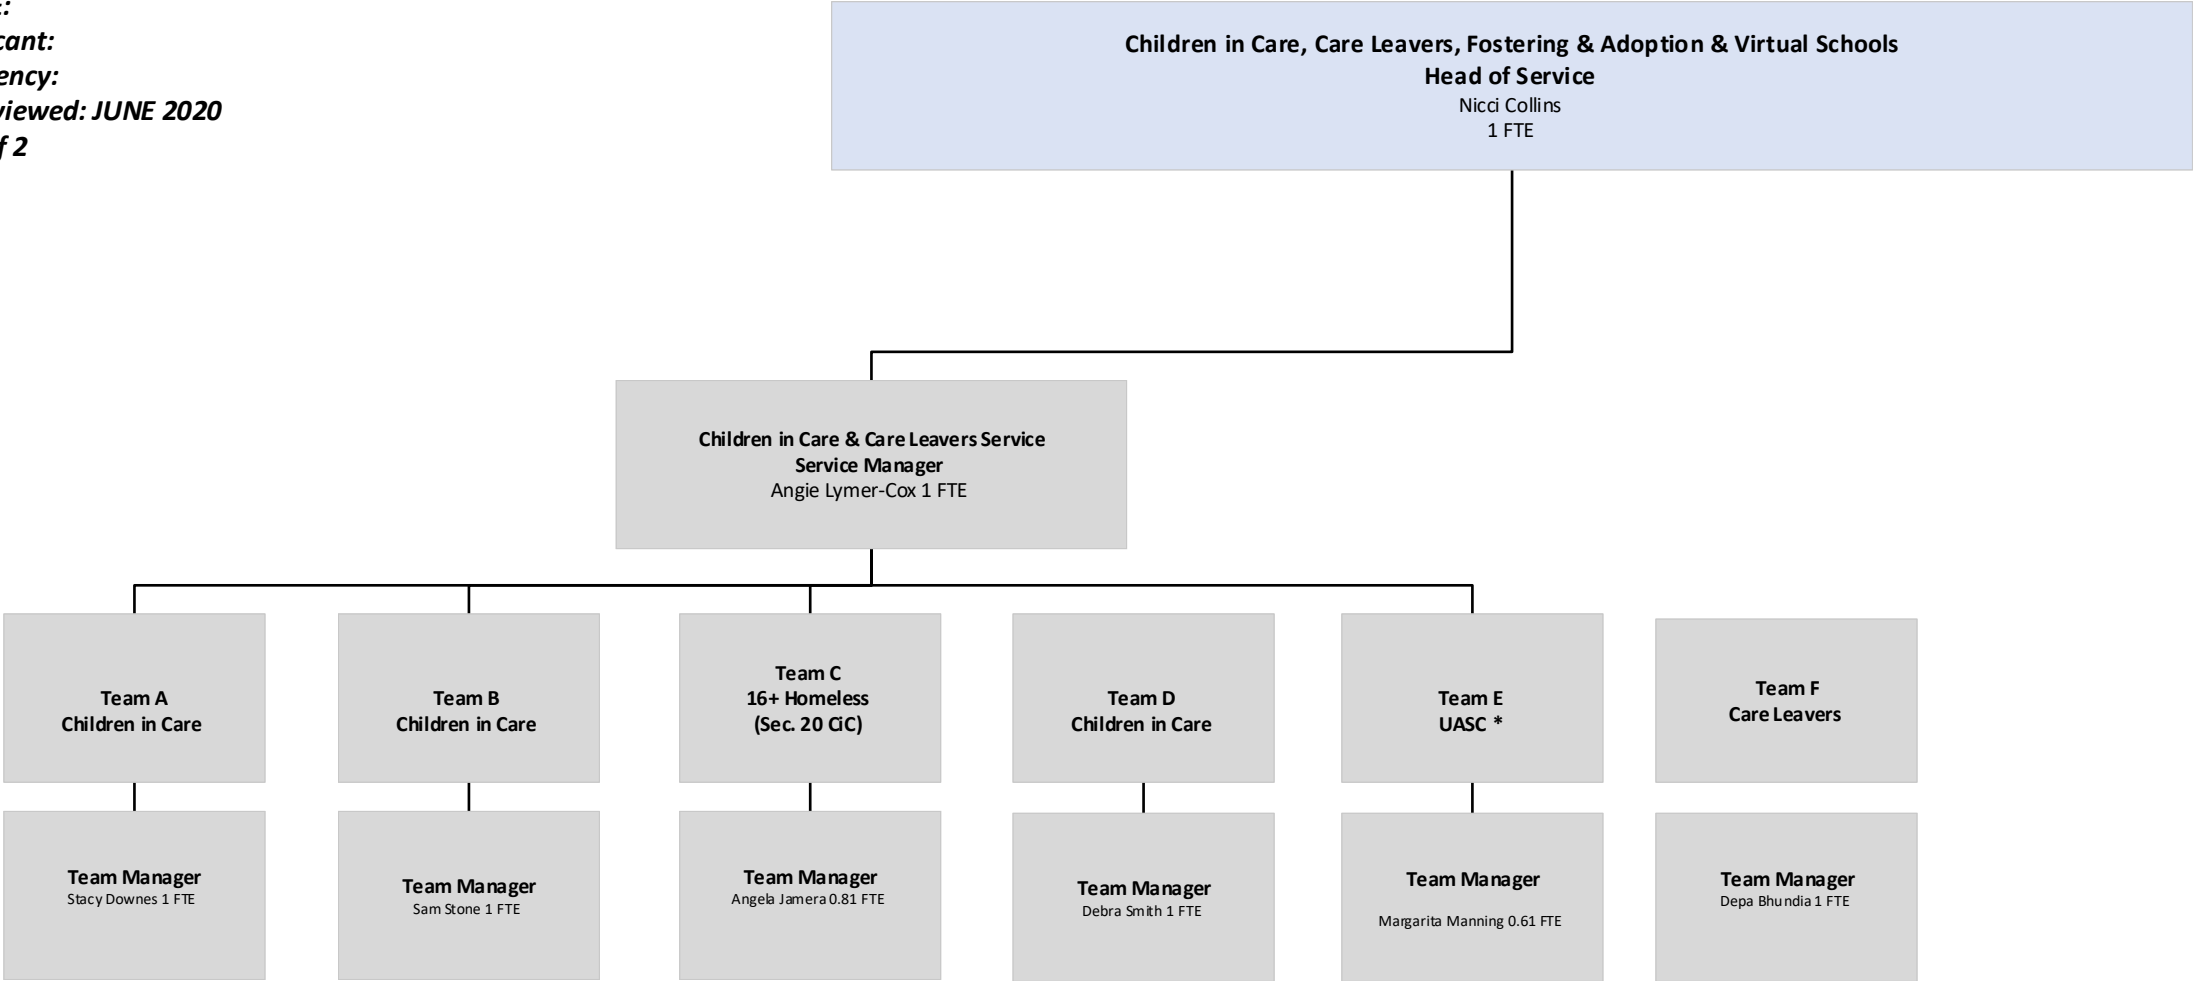 cant:
ency:
viewed: JUNE 2020
f 2
Children in Care, Care Leavers, Fostering & Adoption & Virtual Schools
Head of Service
Nicci Collins
1 FTE
Children in Care & Care Leavers Service
Service Manager
Angie Lymer-Cox 1 FTE
Team A
Children in Care
Team B
Children in Care
Team C
16+ Homeless
(Sec. 20 CiC)
Team D
Children in Care
Team E
UASC *
Team F
Care Leavers
Team Manager
Stacy Downes 1 FTE
Team Manager
Sam Stone 1 FTE
Team Manager
Angela Jamera 0.81 FTE
Team Manager
Debra Smith 1 FTE
Team Manager
Margarita Manning 0.61 FTE
Team Manager
Depa Bhundia 1 FTE